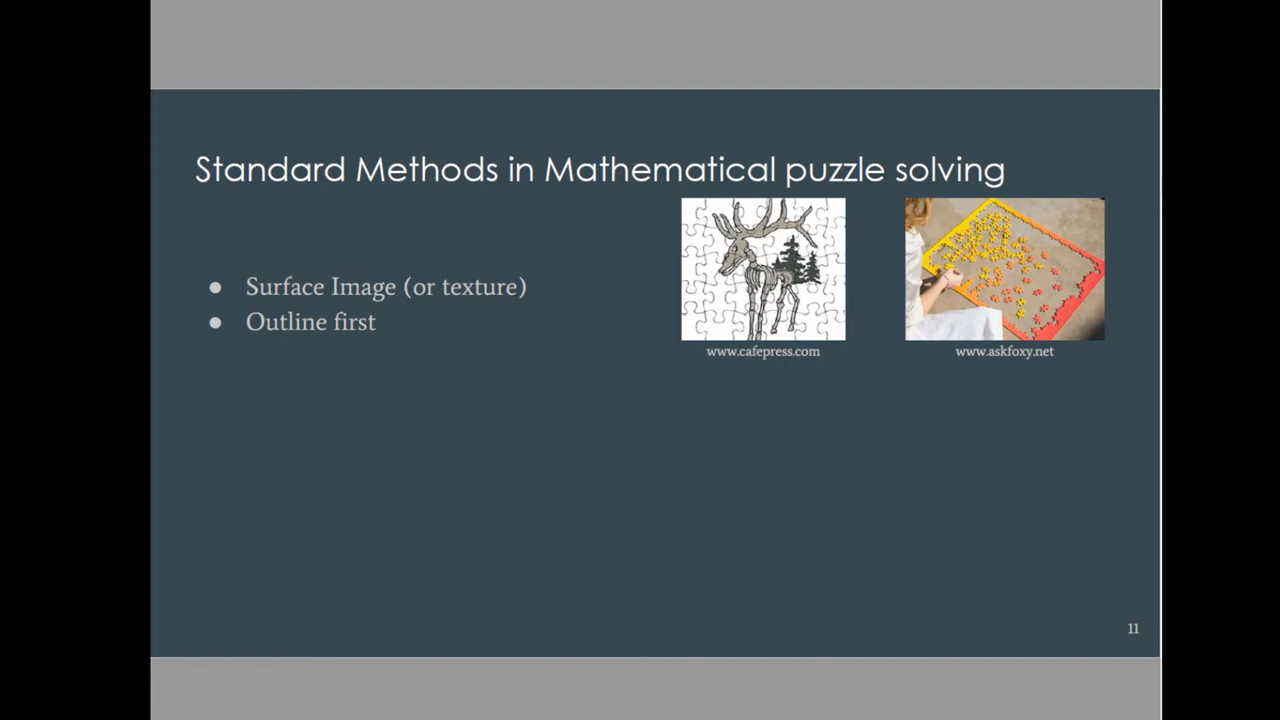 Standard Methods in Mathematical puzzle solving
● Surface Image (or texture)
● Outline first
www.cafepress.com
www.askfoxy.net
11